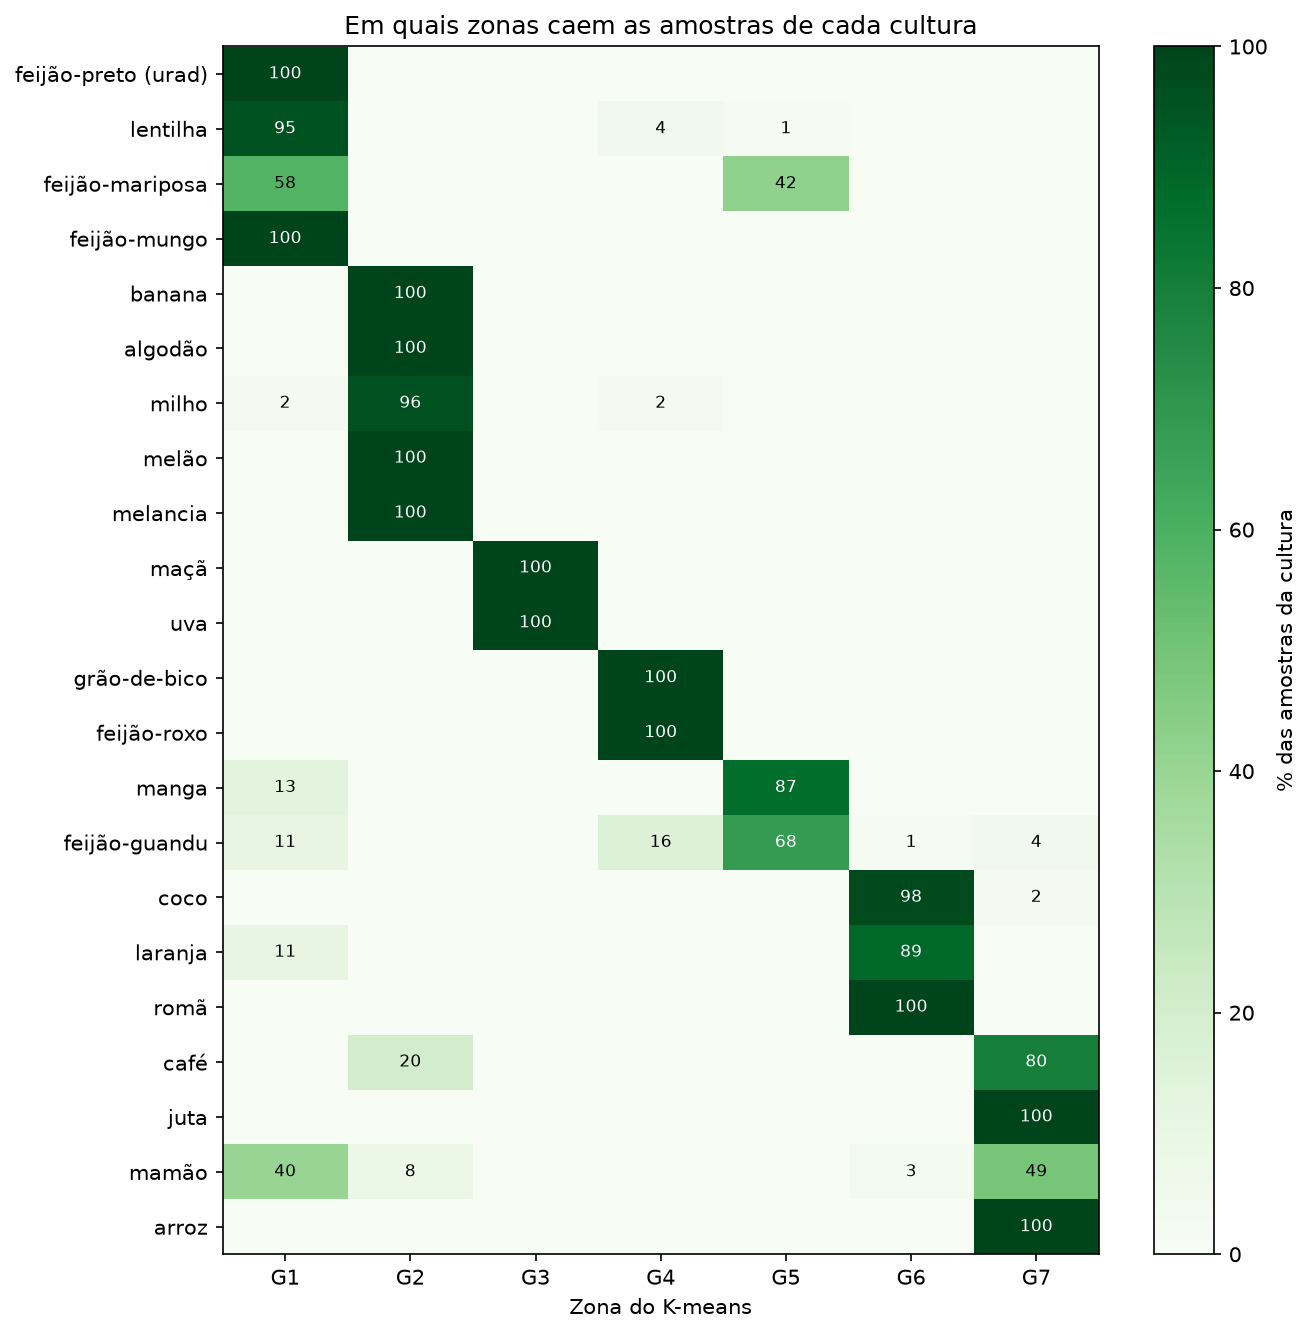 Em quais zonas caem as amostras de cada cultura
feijão-preto (urad) 100
lentilha 95 4 1
feijão-mariposa 58 42
feijão-mungo 100
banana 100
algodão 100
milho 2 96 2
melão 100
melancia 100
maçã 100
uva 100
grão-de-bico 100
feijão-roxo 100
manga 13 87
feijão-guandu 11 16 68 1 4
coco 98 2
laranja 11 89
romã 100
café 20 80
juta 100
mamão 40 8 3 49
arroz 100
G1 G2 G3 G4 G5 G6 G7
Zona do K-means
100
80
60
40
20
0
% das amostras da cultura